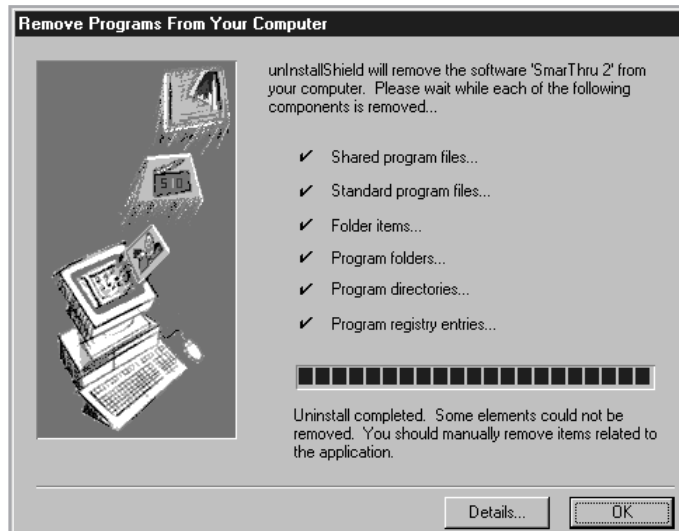 Remove Programs From Your Computer
unInstallShield will remove the software 'SmarThru 2' from
your computer.  Please wait while each of the following
components is removed...
✔ Shared program files...
✔ Standard program files...
✔ Folder items...
✔ Program folders...
✔ Program directories...
✔ Program registry entries...
Uninstall completed.  Some elements could not be
removed.  You should manually remove items related to
the application.
Details...
OK